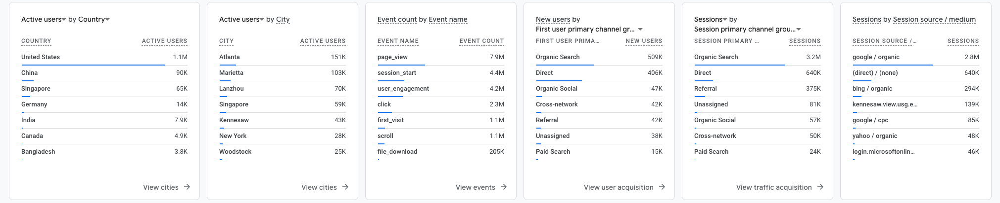 Active users by Country
COUNTRY ACTIVE USERS
United States 1.1M
China 90K
Singapore 65K
Germany 14K
India 7.9K
Canada 4.9K
Bangladesh 3.8K
View cities
Active users by City
CITY ACTIVE USERS
Atlanta 151K
Marietta 103K
Lanzhou 70K
Singapore 59K
Kennesaw 43K
New York 28K
Woodstock 25K
View cities
Event count by Event name
EVENT NAME EVENT COUNT
page_view 7.9M
session_start 4.4M
user_engagement 4.2M
click 2.3M
first_visit 1.1M
scroll 1.1M
file_download 205K
View events
New users by
First user primary channel gr...
FIRST USER PRIMA... NEW USERS
Organic Search 509K
Direct 406K
Organic Social 47K
Cross-network 42K
Referral 42K
Unassigned 38K
Paid Search 15K
View user acquisition
Sessions by
Session primary channel grou...
SESSION PRIMARY ... SESSIONS
Organic Search 3.2M
Direct 640K
Referral 375K
Unassigned 81K
Organic Social 57K
Cross-network 50K
Paid Search 24K
View traffic acquisition
Sessions by Session source / medium
SESSION SOURCE /... SESSIONS
google / organic 2.8M
(direct) / (none) 640K
bing / organic 294K
kennesaw.view.usg.e... 139K
google / cpc 85K
yahoo / organic 48K
login.microsoftonlin... 46K